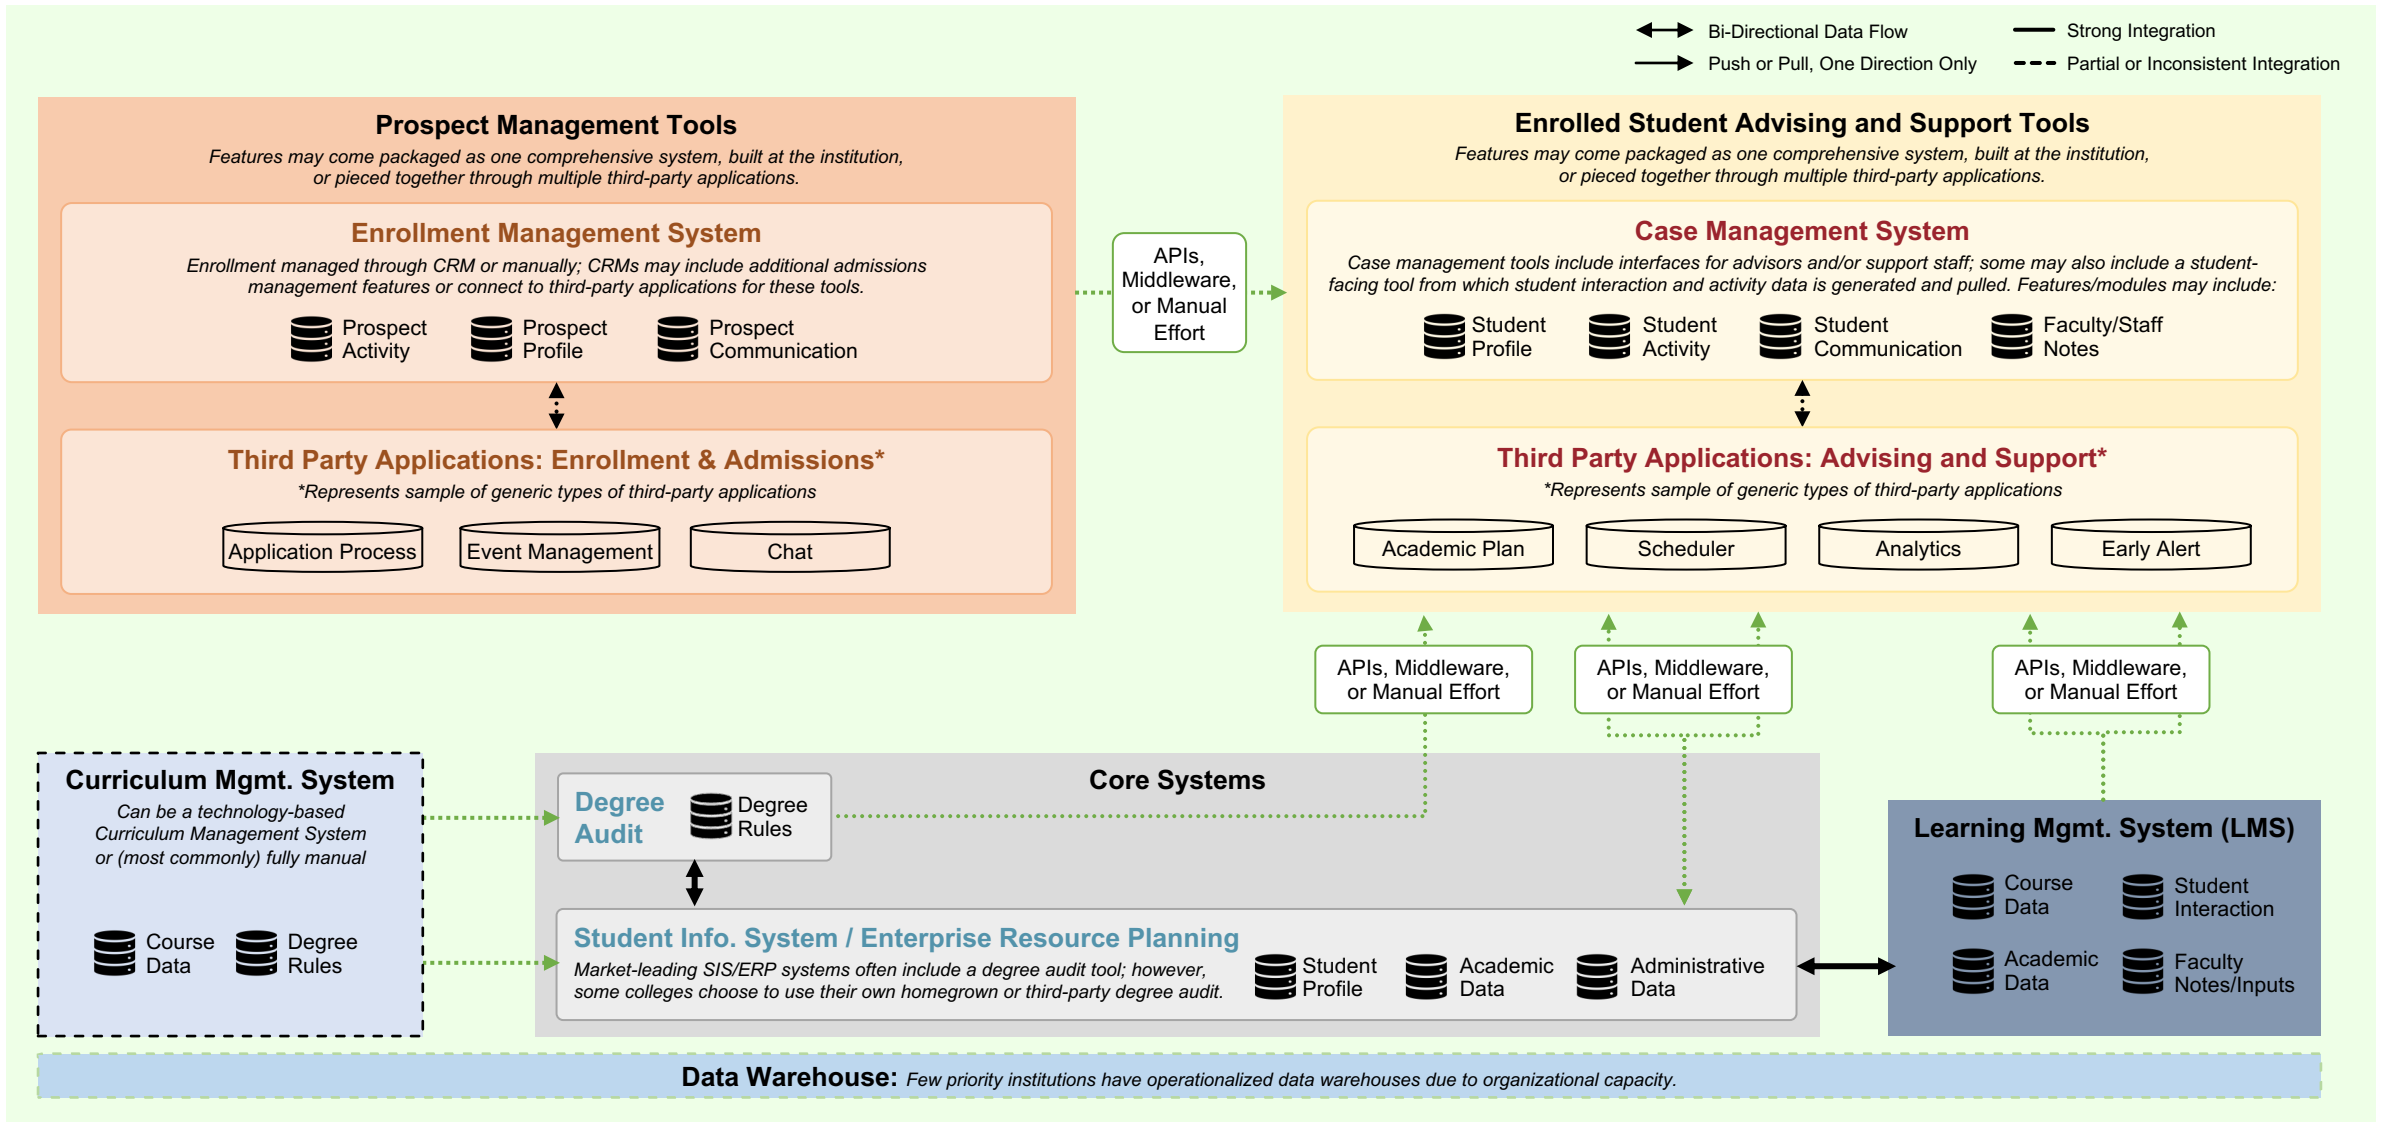 Bi-Directional Data Flow
Strong Integration
Push or Pull, One Direction Only
Partial or Inconsistent Integration
Prospect Management Tools
Features may come packaged as one comprehensive system, built at the institution,
or pieced together through multiple third-party applications.
Enrollment Management System
Enrollment managed through CRM or manually; CRMs may include additional admissions
management features or connect to third-party applications for these tools.
Prospect
Activity
Prospect
Profile
Prospect
Communication
Third Party Applications: Enrollment & Admissions*
*Represents sample of generic types of third-party applications
Application Process
Event Management
Chat
APIs,
Middleware,
or Manual
Effort
Enrolled Student Advising and Support Tools
Features may come packaged as one comprehensive system, built at the institution,
or pieced together through multiple third-party applications.
Case Management System
Case management tools include interfaces for advisors and/or support staff; some may also include a student-
facing tool from which student interaction and activity data is generated and pulled. Features/modules may include:
Student
Profile
Student
Activity
Student
Communication
Faculty/Staff
Notes
Third Party Applications: Advising and Support*
*Represents sample of generic types of third-party applications
Academic Plan
Scheduler
Analytics
Early Alert
APIs, Middleware,
or Manual Effort
APIs, Middleware,
or Manual Effort
APIs, Middleware,
or Manual Effort
Curriculum Mgmt. System
Can be a technology-based
Curriculum Management System
or (most commonly) fully manual
Course
Data
Degree
Rules
Core Systems
Degree
Audit
Degree
Rules
Student Info. System / Enterprise Resource Planning
Market-leading SIS/ERP systems often include a degree audit tool; however,
some colleges choose to use their own homegrown or third-party degree audit.
Student
Profile
Academic
Data
Administrative
Data
Learning Mgmt. System (LMS)
Course
Data
Student
Interaction
Academic
Data
Faculty
Notes/Inputs
Data Warehouse: Few priority institutions have operationalized data warehouses due to organizational capacity.